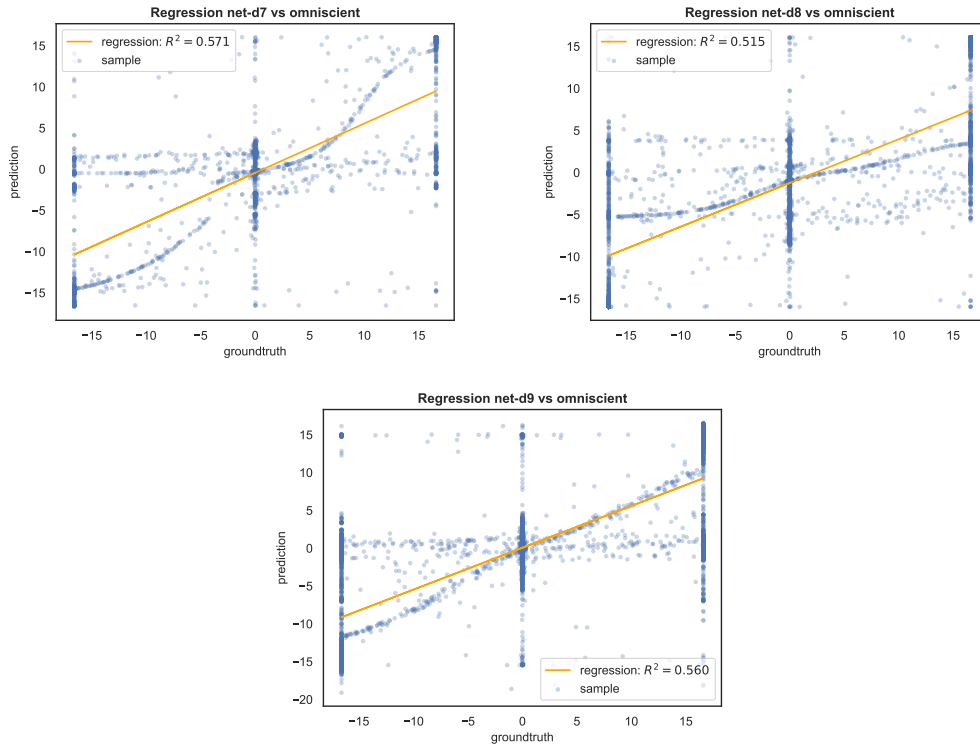 Regression net-d7 vs omniscient
regression: R² = 0.571
sample
15
10
5
0
−5
−10
−15
prediction
−15 −10 −5 0 5 10 15
groundtruth
Regression net-d8 vs omniscient
regression: R² = 0.515
sample
15
10
5
0
−5
−10
−15
prediction
−15 −10 −5 0 5 10 15
groundtruth
Regression net-d9 vs omniscient
15
10
5
0
−5
−10
−15
−20
prediction
regression: R² = 0.560
sample
−15 −10 −5 0 5 10 15
groundtruth